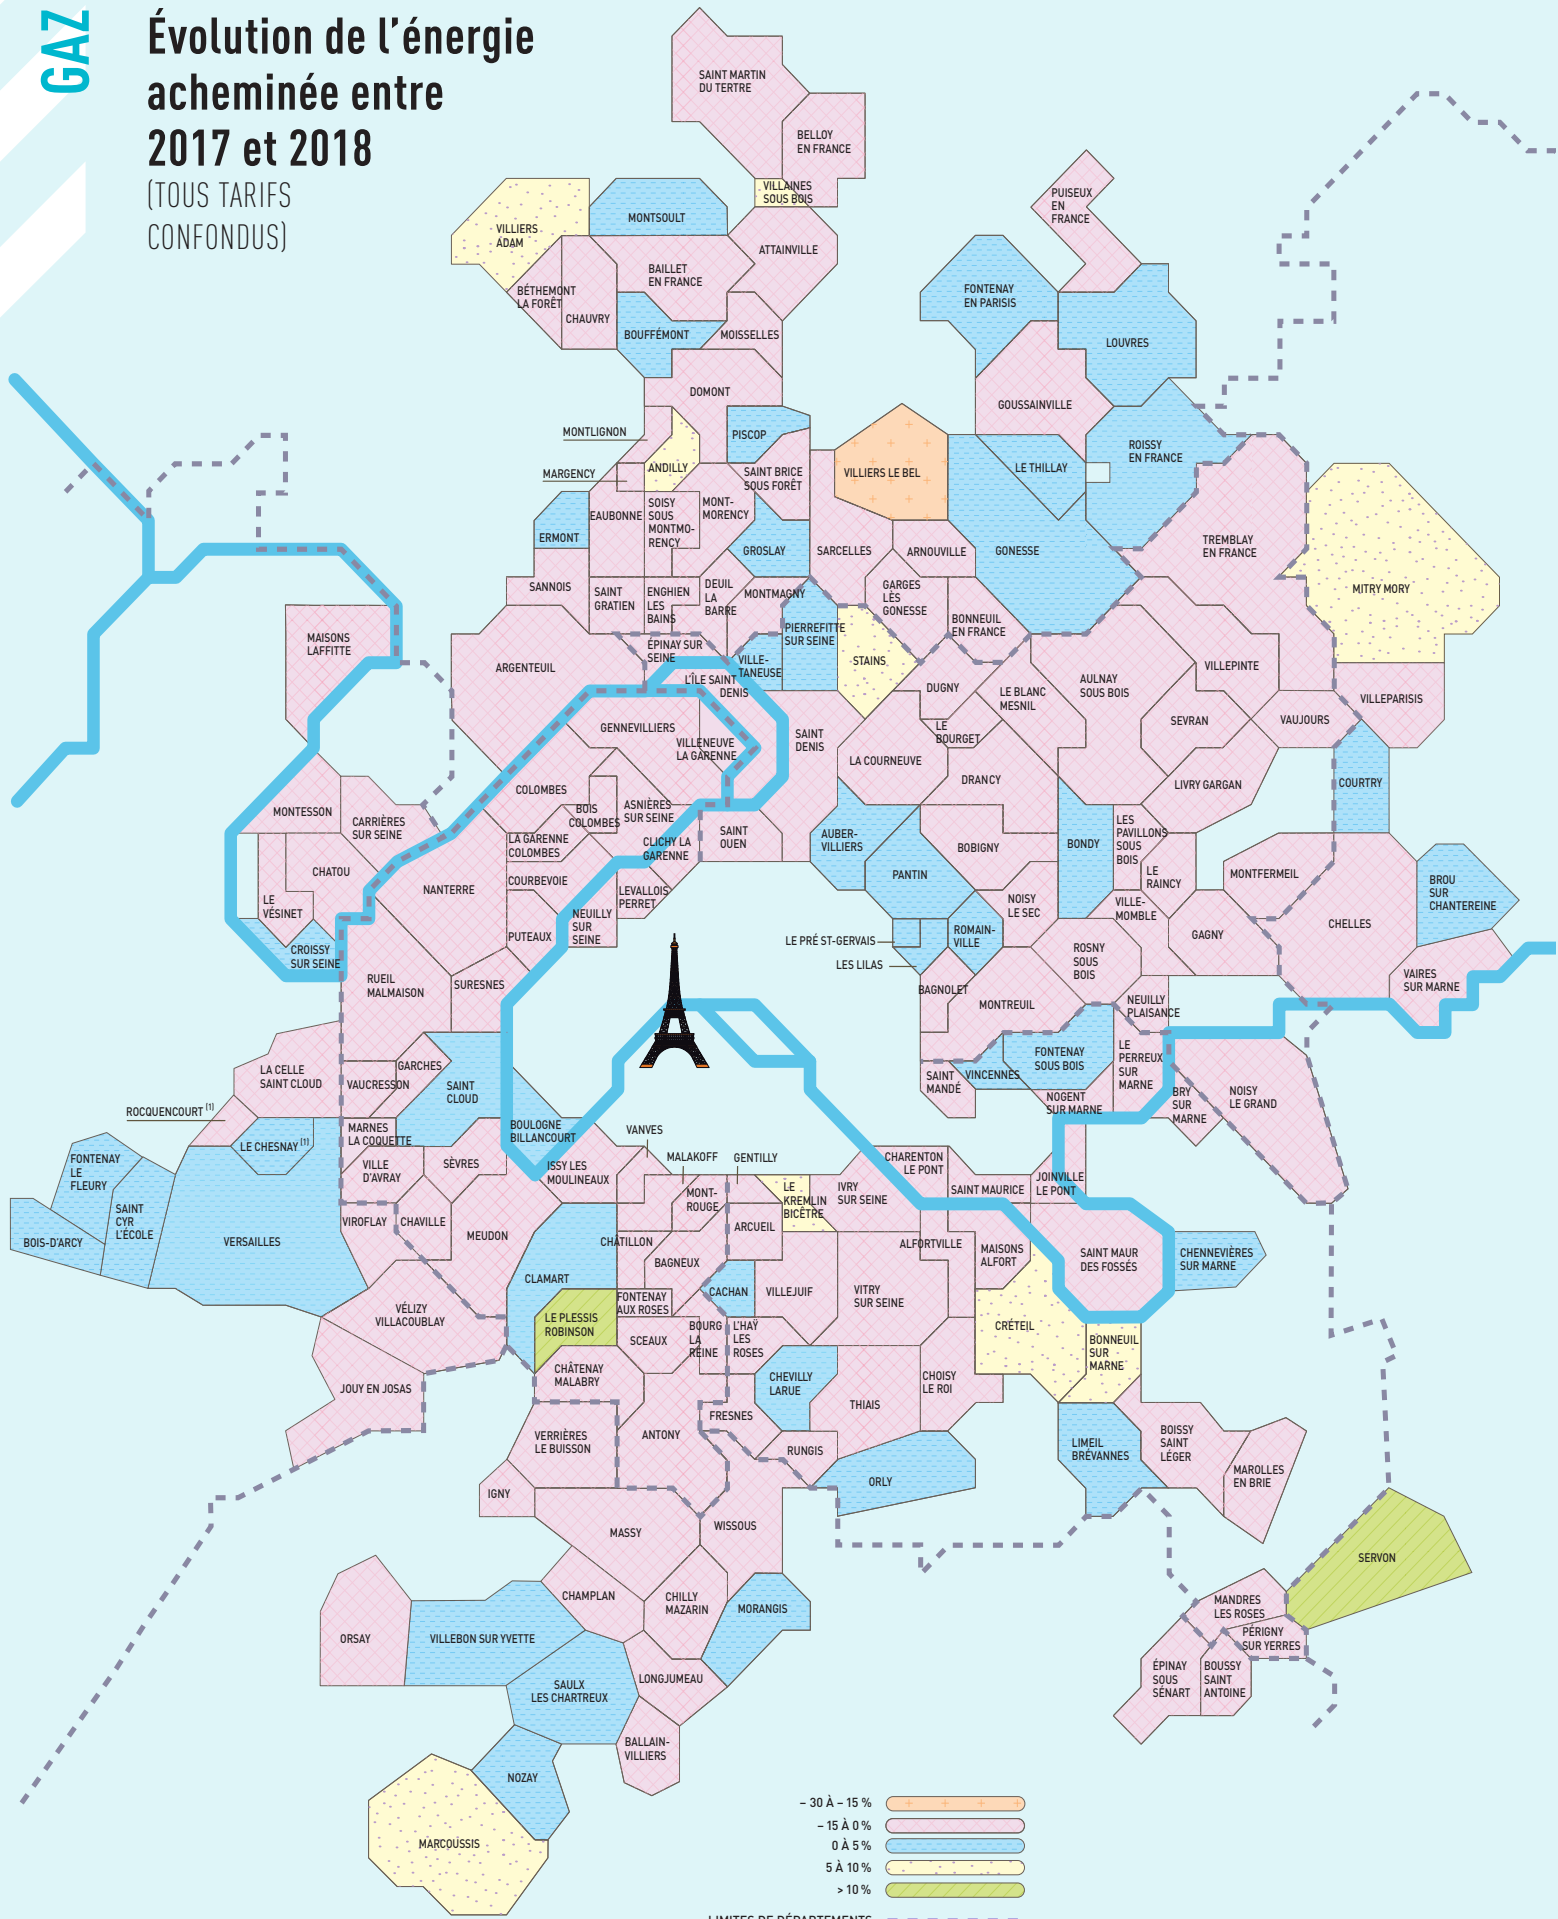 GAZ
Évolution de l'énergie
acheminée entre
2017 et 2018
(TOUS TARIFS
CONFONDUS)
SAINT MARTIN
DU TERTRE
BELLOY
EN FRANCE
VILLAINES
SOUS BOIS
PUISEUX
EN
FRANCE
MONTSOULT
VILLIERS
ADAM
ATTAINVILLE
BAILLET
EN FRANCE
BÉTHEMONT
LA FORÊT
CHAUVRY
BOUFFÉMONT
MOISSELLES
FONTENAY
EN PARISIS
LOUVRES
DOMONT
GOUSSAINVILLE
MONTLIGNON
PISCOP
ROISSY
EN FRANCE
MARGENCY
ANDILLY
SAINT BRICE
SOUS FORÊT
VILLIERS LE BEL
LE THILLAY
EAUBONNE
SOISY
SOUS
MONTMO-
RENCY
MONT-
MORENCY
ERMONT
GROSLAY
SARCELLES
ARNOUVILLE
GONESSE
TREMBLAY
EN FRANCE
MITRY MORY
SANNOIS
SAINT
GRATIEN
ENGHIEN
LES
BAINS
DEUIL
LA
BARRE
MONTMAGNY
GARGES
LÈS
GONESSE
BONNEUIL
EN FRANCE
MAISONS
LAFFITTE
ARGENTEUIL
ÉPINAY SUR
SEINE
VILLE-
TANEUSE
PIERREFITTE
SUR SEINE
STAINS
L'ÎLE SAINT
DENIS
DUGNY
LE BLANC
MESNIL
AULNAY
SOUS BOIS
VILLEPINTE
VILLEPARISIS
GENNEVILLIERS
VILLENEUVE
LA GARENNE
SAINT
DENIS
LE
BOURGET
SEVRAN
VAUJOURS
LA COURNEUVE
DRANCY
LIVRY GARGAN
COURTRY
MONTESSON
CARRIÈRES
SUR SEINE
COLOMBES
BOIS
COLOMBES
ASNIÈRES
SUR SEINE
LA GARENNE
COLOMBES
CLICHY LA
GARENNE
SAINT
OUEN
AUBER-
VILLIERS
BOBIGNY
BONDY
LES
PAVILLONS
SOUS
BOIS
CHATOU
NANTERRE
COURBEVOIE
LEVALLOIS
PERRET
PANTIN
LE
RAINCY
MONTFERMEIL
BROU
SUR
CHANTEREINE
LE
VÉSINET
PUTEAUX
NEUILLY
SUR
SEINE
NOISY
LE SEC
VILLE-
MOMBLE
CHELLES
CROISSY
SUR SEINE
LE PRÉ ST-GERVAIS
ROMAIN-
VILLE
GAGNY
LES LILAS
ROSNY
SOUS
BOIS
RUEIL
MALMAISON
SURESNES
BAGNOLET
MONTREUIL
NEUILLY
PLAISANCE
VAIRES
SUR MARNE
LA CELLE
SAINT CLOUD
VAUCRESSON
GARCHES
SAINT
CLOUD
SAINT
MANDÉ
VINCENNES
FONTENAY
SOUS BOIS
LE
PERREUX
SUR
MARNE
NOGENT
SUR MARNE
BRY
SUR
MARNE
NOISY
LE GRAND
ROCQUENCOURT (1)
LE CHESNAY (1)
MARNES
LA COQUETTE
BOULOGNE
BILLANCOURT
VANVES
MALAKOFF
GENTILLY
FONTENAY
LE
FLEURY
VILLE
D'AVRAY
SÈVRES
ISSY LES
MOULINEAUX
MONT-
ROUGE
LE
KREMLIN
BICÊTRE
IVRY
SUR SEINE
CHARENTON
LE PONT
SAINT MAURICE
JOINVILLE
LE PONT
SAINT
CYR
L'ÉCOLE
BOIS-D'ARCY
VERSAILLES
VIROFLAY
CHAVILLE
MEUDON
CHÂTILLON
ARCUEIL
ALFORTVILLE
MAISONS
ALFORT
SAINT MAUR
DES FOSSÉS
CHENNEVIÈRES
SUR MARNE
CLAMART
BAGNEUX
CACHAN
VILLEJUIF
VITRY
SUR SEINE
VÉLIZY
VILLACOUBLAY
LE PLESSIS
ROBINSON
FONTENAY
AUX ROSES
SCEAUX
BOURG
LA
REINE
L'HAŸ
LES
ROSES
CRÉTEIL
BONNEUIL
SUR
MARNE
JOUY EN JOSAS
CHÂTENAY
MALABRY
CHEVILLY
LARUE
THIAIS
CHOISY
LE ROI
VERRIÈRES
LE BUISSON
ANTONY
FRESNES
RUNGIS
ORLY
LIMEIL
BRÉVANNES
BOISSY
SAINT
LÉGER
MAROLLES
EN BRIE
IGNY
MASSY
WISSOUS
SERVON
CHAMPLAN
CHILLY
MAZARIN
MORANGIS
MANDRES
LES ROSES
PÉRIGNY
SUR YERRES
ORSAY
VILLEBON SUR YVETTE
SAULX
LES CHARTREUX
LONGJUMEAU
ÉPINAY
SOUS
SÉNART
BOUSSY
SAINT
ANTOINE
BALLAIN-
VILLIERS
NOZAY
MARCOUSSIS
– 30 À – 15 %
– 15 À 0 %
0 À 5 %
5 À 10 %
> 10 %
LIMITES DE DÉPARTEMENTS